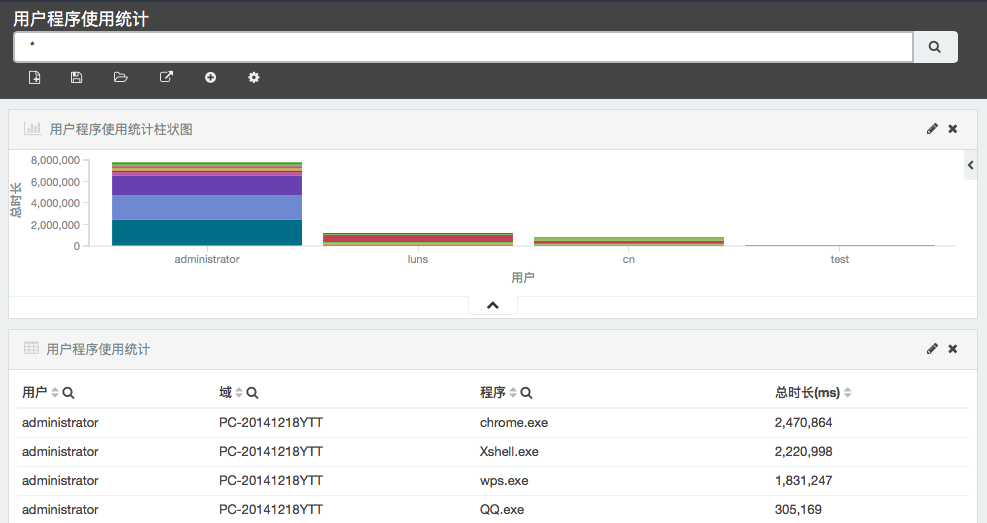 用户程序使用统计
*
用户程序使用统计柱状图
总时长
8,000,000
6,000,000
4,000,000
2,000,000
0
administrator luns cn test
用户
用户程序使用统计
用户 域 程序 总时长(ms)
administrator PC-20141218YTT chrome.exe 2,470,864
administrator PC-20141218YTT Xshell.exe 2,220,998
administrator PC-20141218YTT wps.exe 1,831,247
administrator PC-20141218YTT QQ.exe 305,169